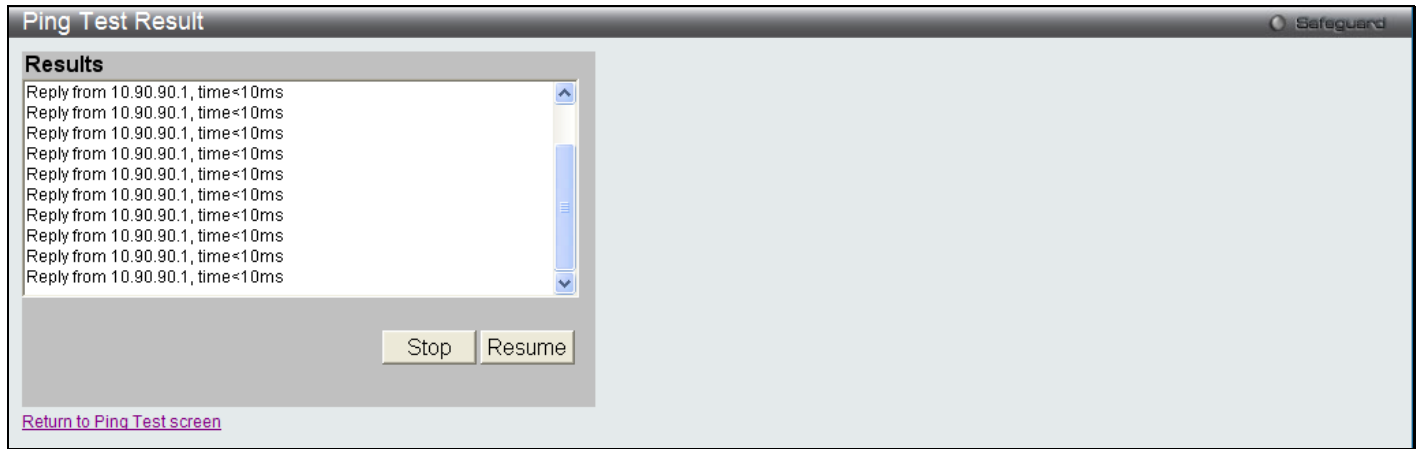 Ping Test Result
Safeguard
Results
Reply from 10.90.90.1, time<10ms
Reply from 10.90.90.1, time<10ms
Reply from 10.90.90.1, time<10ms
Reply from 10.90.90.1, time<10ms
Reply from 10.90.90.1, time<10ms
Reply from 10.90.90.1, time<10ms
Reply from 10.90.90.1, time<10ms
Reply from 10.90.90.1, time<10ms
Reply from 10.90.90.1, time<10ms
Reply from 10.90.90.1, time<10ms
Stop Resume
Return to Ping Test screen